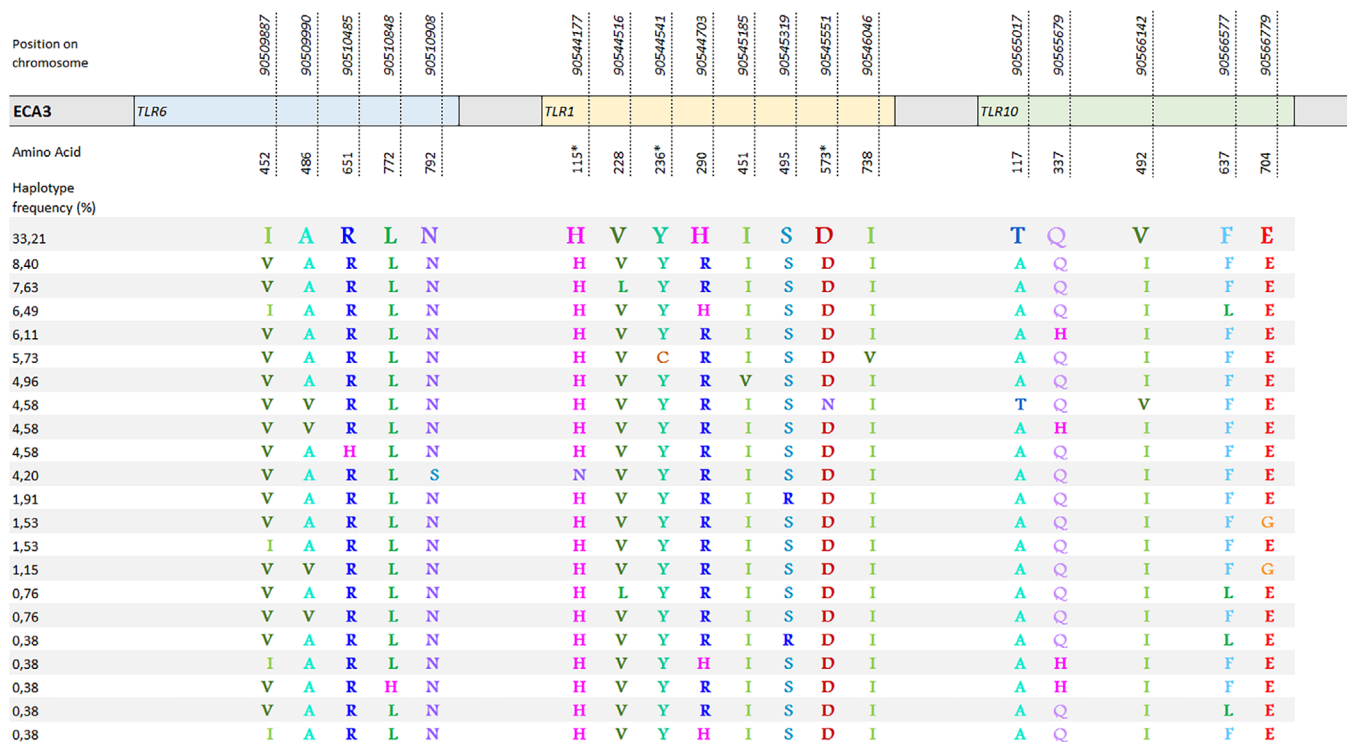 Position on
chromosome
90509887 90509990 90510485 90510848 90510908 90544177 90544516 90544541 90544703 90545185 90545319 90545551 90546046 90565017 90565679 90566142 90566577 90566779
ECA3 TLR6 TLR1 TLR10
Amino Acid
452 486 651 772 792 115* 228 236* 290 451 495 573* 738 117 337 492 637 704
Haplotype
frequency (%)
33,21 I A R L N H V Y H I S D I T Q V F E
8,40 V A R L N H V Y R I S D I A Q I F E
7,63 V A R L N H L Y R I S D I A Q I F E
6,49 I A R L N H V Y H I S D I A Q I L E
6,11 V A R L N H V Y R I S D I A H I F E
5,73 V A R L N H V C R I S D V A Q I F E
4,96 V A R L N H V Y R V S D I A Q I F E
4,58 V V R L N H V Y R I S N I T Q V F E
4,58 V V R L N H V Y R I S D I A H I F E
4,58 V A H L N H V Y R I S D I A Q I F E
4,20 V A R L S N V Y R I S D I A Q I F E
1,91 V A R L N H V Y R I R D I A Q I F E
1,53 V A R L N H V Y R I S D I A Q I F G
1,53 I A R L N H V Y R I S D I A Q I F E
1,15 V V R L N H V Y R I S D I A Q I F G
0,76 V A R L N H L Y R I S D I A Q I L E
0,76 V V R L N H V Y R I S D I A Q I F E
0,38 V A R L N H V Y R I R D I A Q I L E
0,38 I A R L N H V Y H I S D I A H I F E
0,38 V A R H N H V Y R I S D I A H I F E
0,38 V A R L N H V Y R I S D I A Q I L E
0,38 I A R L N H V Y H I S D I A Q I F E